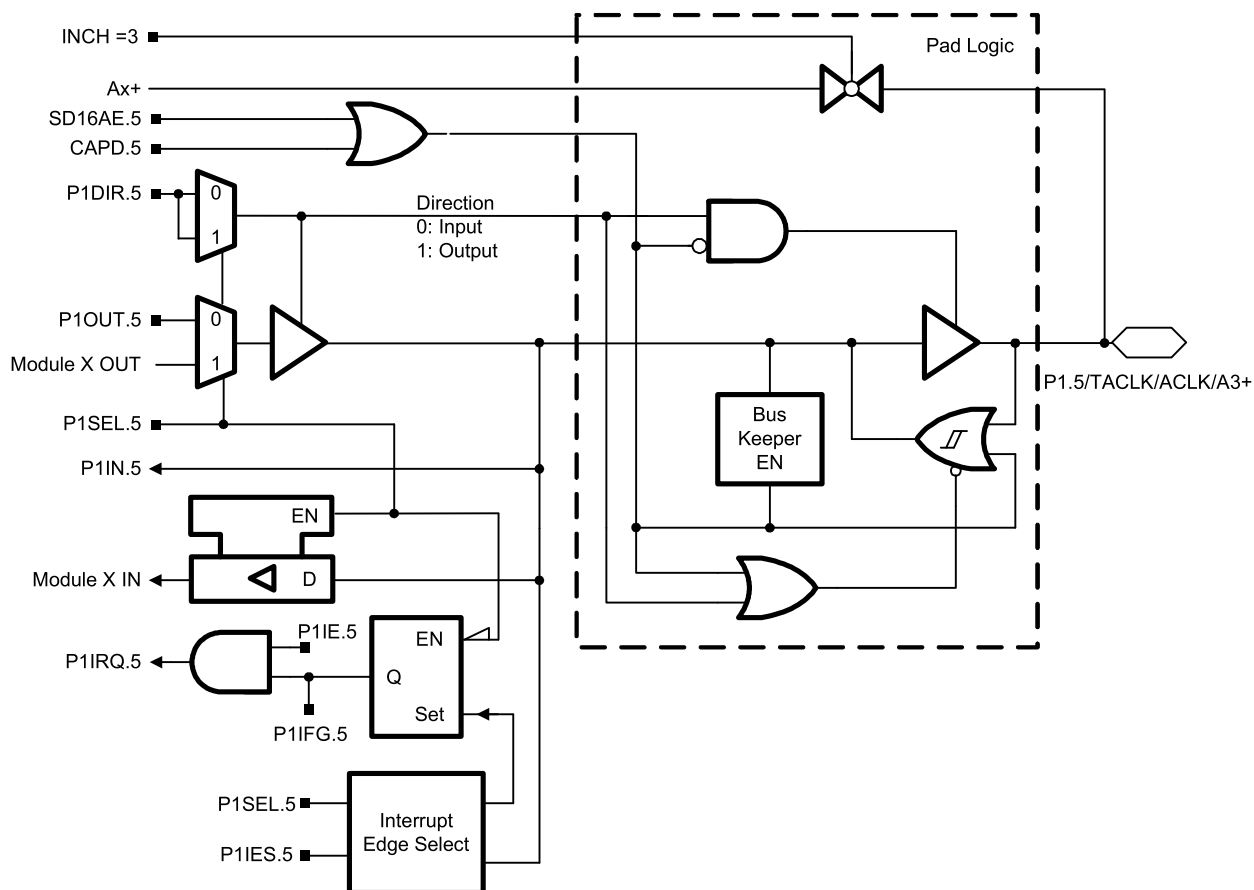 INCH =3
Pad Logic
Ax+
SD16AE.5
CAPD.5
P1DIR.5
0
1
Direction
0: Input
1: Output
P1OUT.5
0
Module X OUT
1
P1.5/TACLK/ACLK/A3+
P1SEL.5
Bus
Keeper
EN
P1IN.5
EN
Module X IN
D
P1IE.5
EN
P1IRQ.5
Q
Set
P1IFG.5
P1SEL.5
Interrupt
Edge Select
P1IES.5